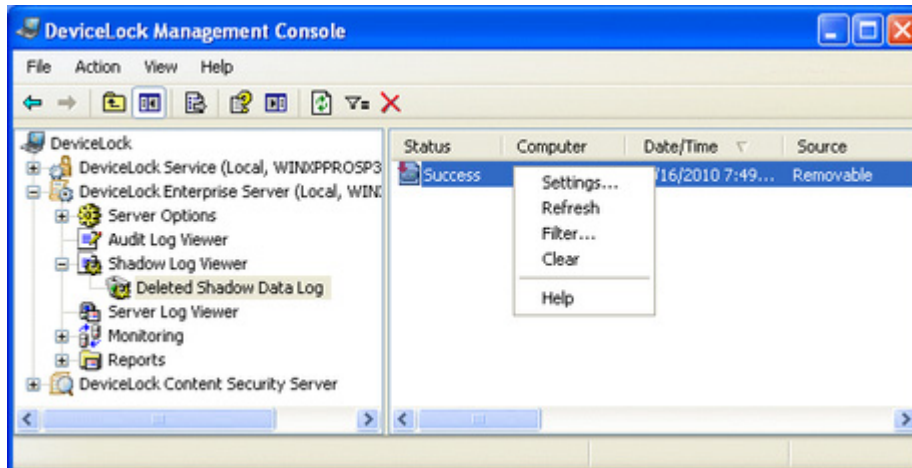 DeviceLock Management Console
File Action View Help
DeviceLock
DeviceLock Service (Local, WINXPPROSP3
DeviceLock Enterprise Server (Local, WIN
Server Options
Audit Log Viewer
Shadow Log Viewer
Deleted Shadow Data Log
Server Log Viewer
Monitoring
Reports
DeviceLock Content Security Server
Status Computer Date/Time Source
Success /16/2010 7:49... Removable
Settings...
Refresh
Filter...
Clear
Help